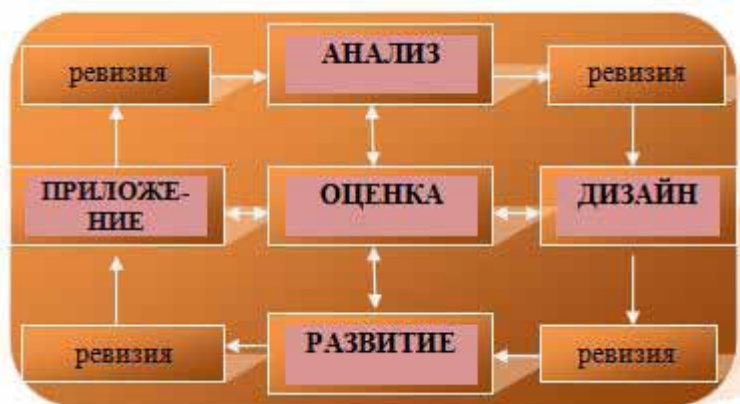 ревизия
АНАЛИЗ
ревизия
ПРИЛОЖЕ-
НИЕ
ОЦЕНКА
ДИЗАЙН
ревизия
РАЗВИТИЕ
ревизия